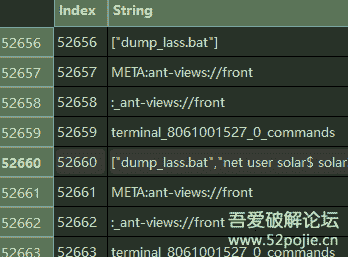 Index String
52656 52656 ["dump_lass.bat"]
52657 52657 META:ant-views://front
52658 52658 :_ant-views://front
52659 52659 terminal_8061001527_0_commands
52660 52660 ["dump_lass.bat","net user solar$ solar
52661 52661 META:ant-views://front
52662 52662 :_ant-views://front
吾爱破解论坛
52663 52663 terminal_8061001527_0_commands
www.52pojie.cn